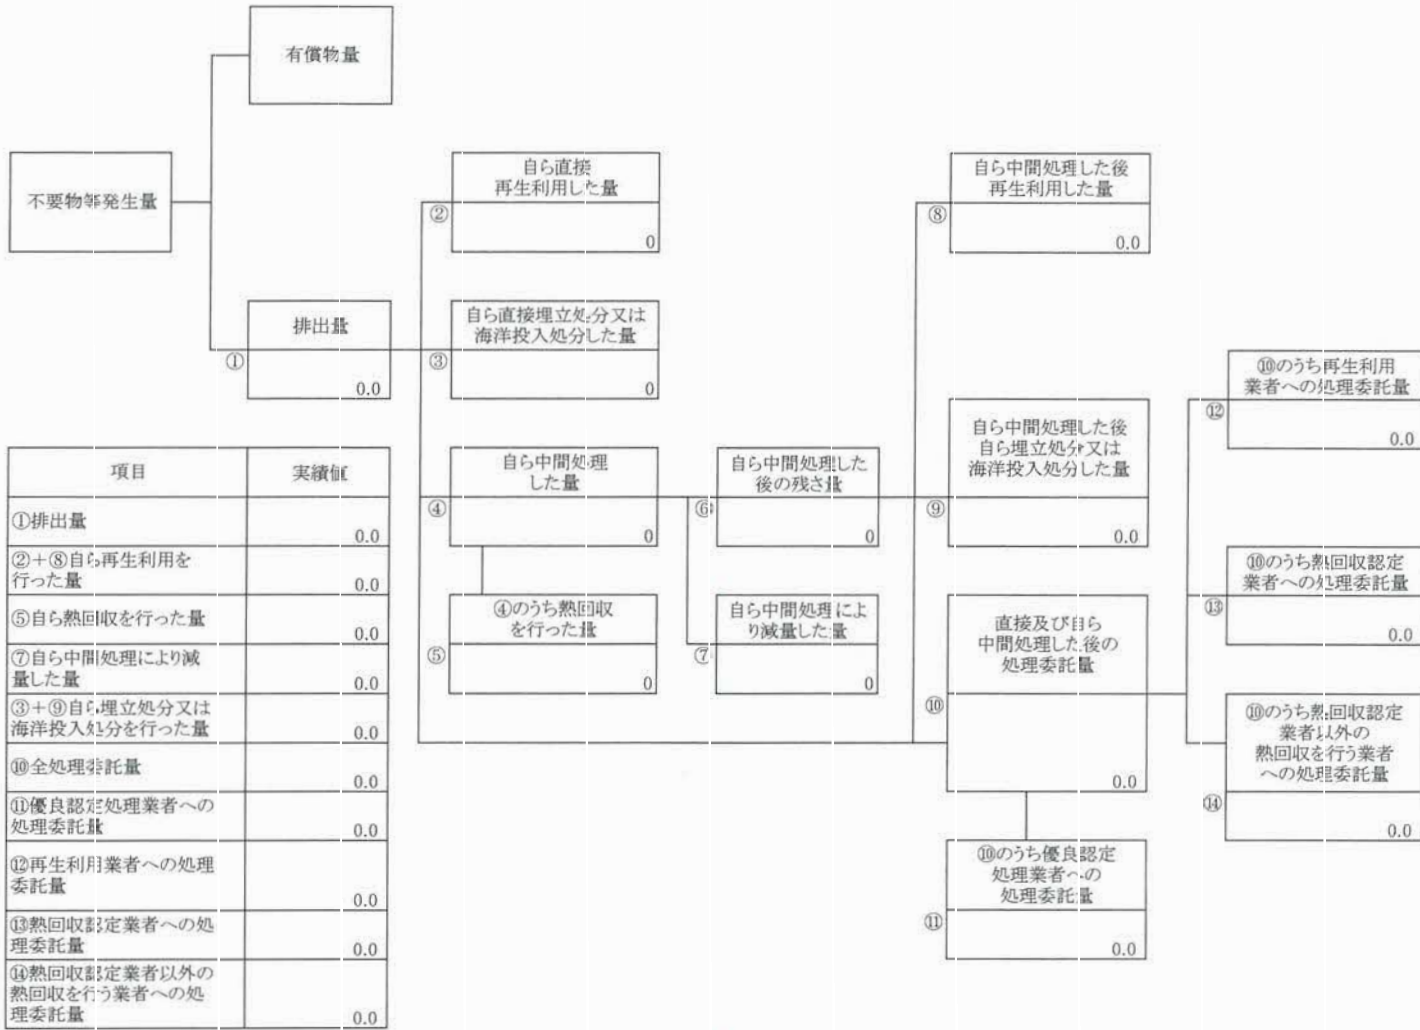 有償物量
不要物等発生量
自ら直接
再生利用した量
②
0
自ら中間処理した後
再生利用した量
⑧
0.0
排出量
①
0.0
自ら直接埋立処分又は
海洋投入処分した量
③
0
⑩のうち再生利用
業者への処理委託量
⑫
0.0
自ら中間処理
した量
④
0
自ら中間処理した
後の残さ量
⑥
0
自ら中間処理した後
自ら埋立処分又は
海洋投入処分した量
⑨
0.0
⑩のうち熱回収認定
業者への処理委託量
⑬
0.0
④のうち熱回収
を行った量
⑤
0
自ら中間処理によ
り減量した量
⑦
0
直接及び自ら
中間処理した後の
処理委託量
⑩
0.0
⑩のうち熱回収認定
業者以外の
熱回収を行う業者
への処理委託量
⑭
0.0
⑩のうち優良認定
処理業者への
処理委託量
⑪
0.0
項目 実績値
①排出量
0.0
②+⑧自ら再生利用を
行った量 0.0
⑤自ら熱回収を行った量
0.0
⑦自ら中間処理により減
量した量 0.0
③+⑨自ら埋立処分又は
海洋投入処分を行った量 0.0
⑩全処理委託量
0.0
⑪優良認定処理業者への
処理委託量 0.0
⑫再生利用業者への処理
委託量
0.0
⑬熱回収認定業者への処
理委託量 0.0
⑭熱回収認定業者以外の
熱回収を行う業者への処
理委託量 0.0